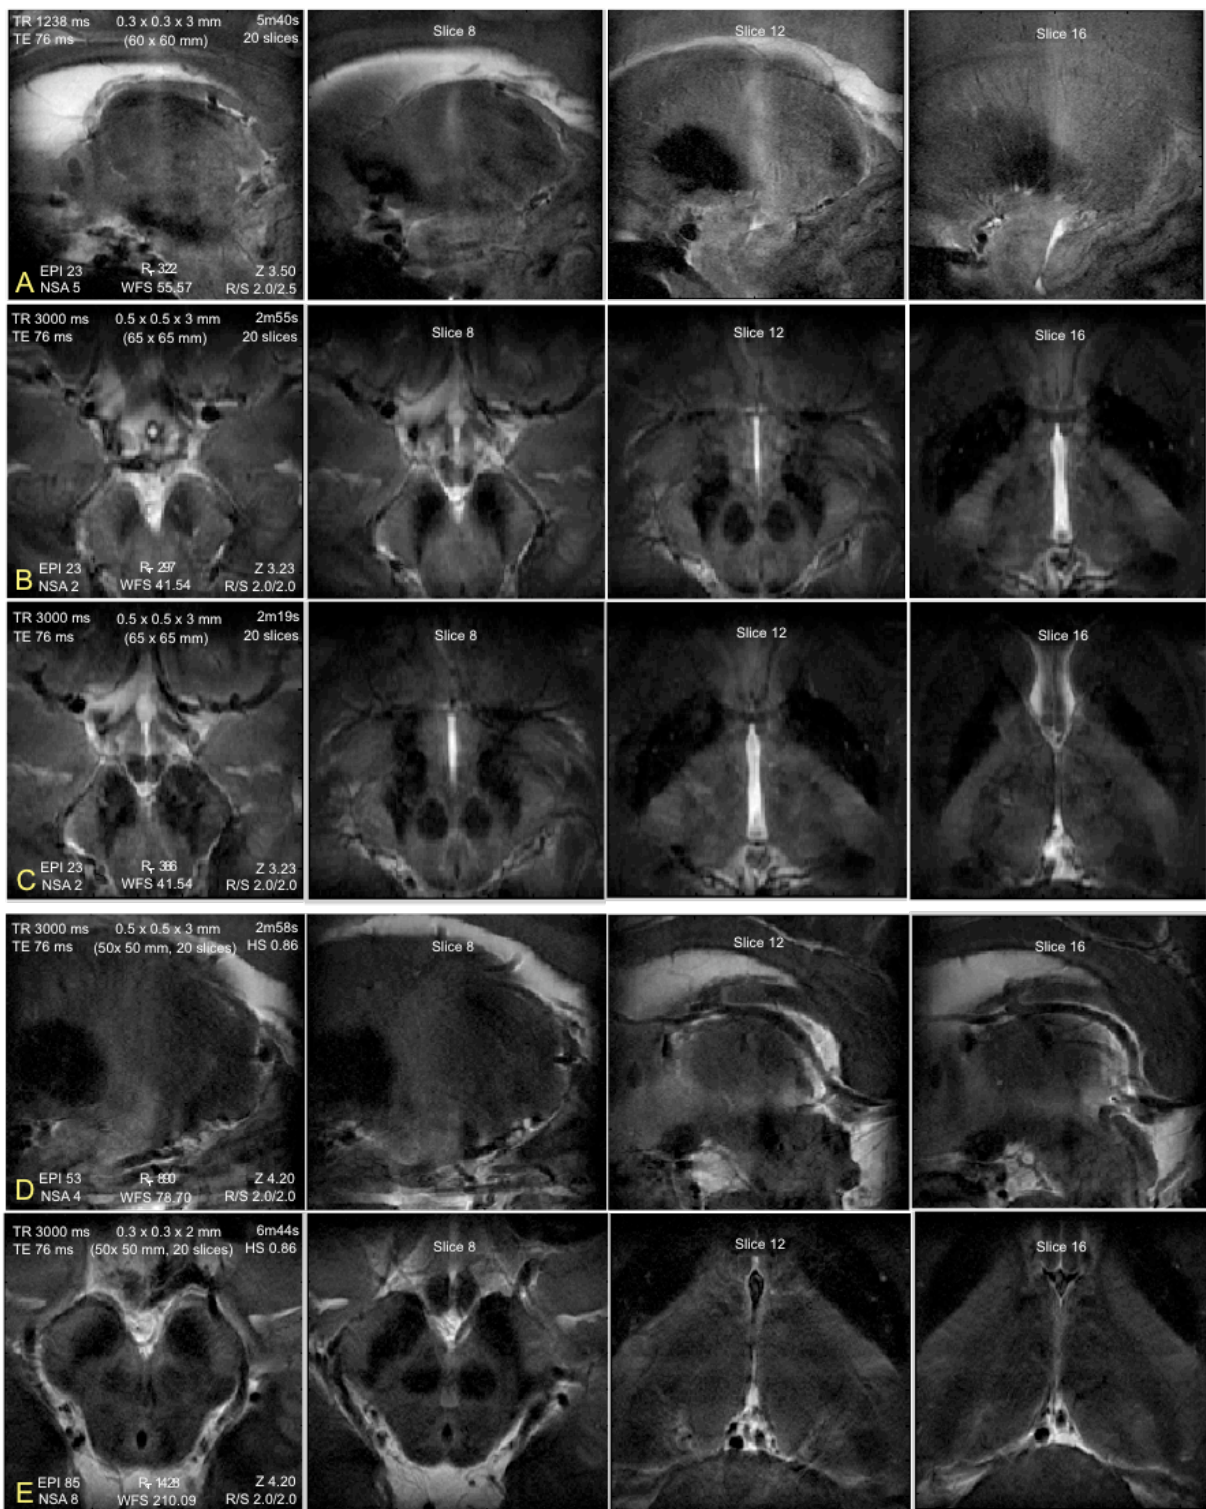 TR 1238 ms 0.3 x 0.3 x 3 mm 5m40s
TE 76 ms (60 x 60 mm) 20 slices
Slice 8
Slice 12
Slice 16
A EPI 23 Rr 322 Z 3.50
NSA 5 WFS 55.57 R/S 2.0/2.5
TR 3000 ms 0.5 x 0.5 x 3 mm 2m55s
TE 76 ms (65 x 65 mm) 20 slices
Slice 8
Slice 12
Slice 16
B EPI 23 Rr 297 Z 3.23
NSA 2 WFS 41.54 R/S 2.0/2.0
TR 3000 ms 0.5 x 0.5 x 3 mm 2m19s
TE 76 ms (65 x 65 mm) 20 slices
Slice 8
Slice 12
Slice 16
C EPI 23 Rr 386 Z 3.23
NSA 2 WFS 41.54 R/S 2.0/2.0
TR 3000 ms 0.5 x 0.5 x 3 mm 2m58s
TE 76 ms (50x 50 mm, 20 slices) HS 0.86
Slice 8
Slice 12
Slice 16
D EPI 53 Rr 890 Z 4.20
NSA 4 WFS 78.70 R/S 2.0/2.0
TR 3000 ms 0.3 x 0.3 x 2 mm 6m44s
TE 76 ms (50x 50 mm, 20 slices) HS 0.86
Slice 8
Slice 12
Slice 16
E EPI 85 Rr 1428 Z 4.20
NSA 8 WFS 210.09 R/S 2.0/2.0